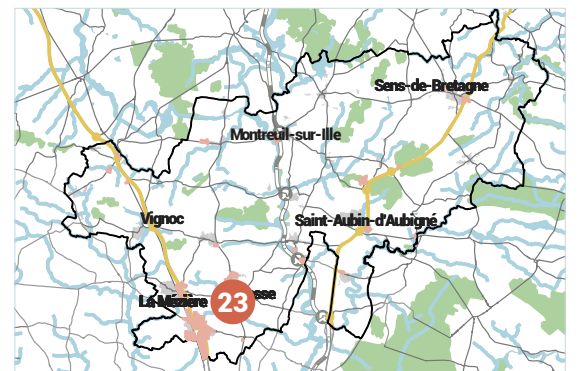 Sens-de-Bretagne
Montreuil-sur-Ille
Vignoc
Saint-Aubin-d'Aubigné
La Mézière
23